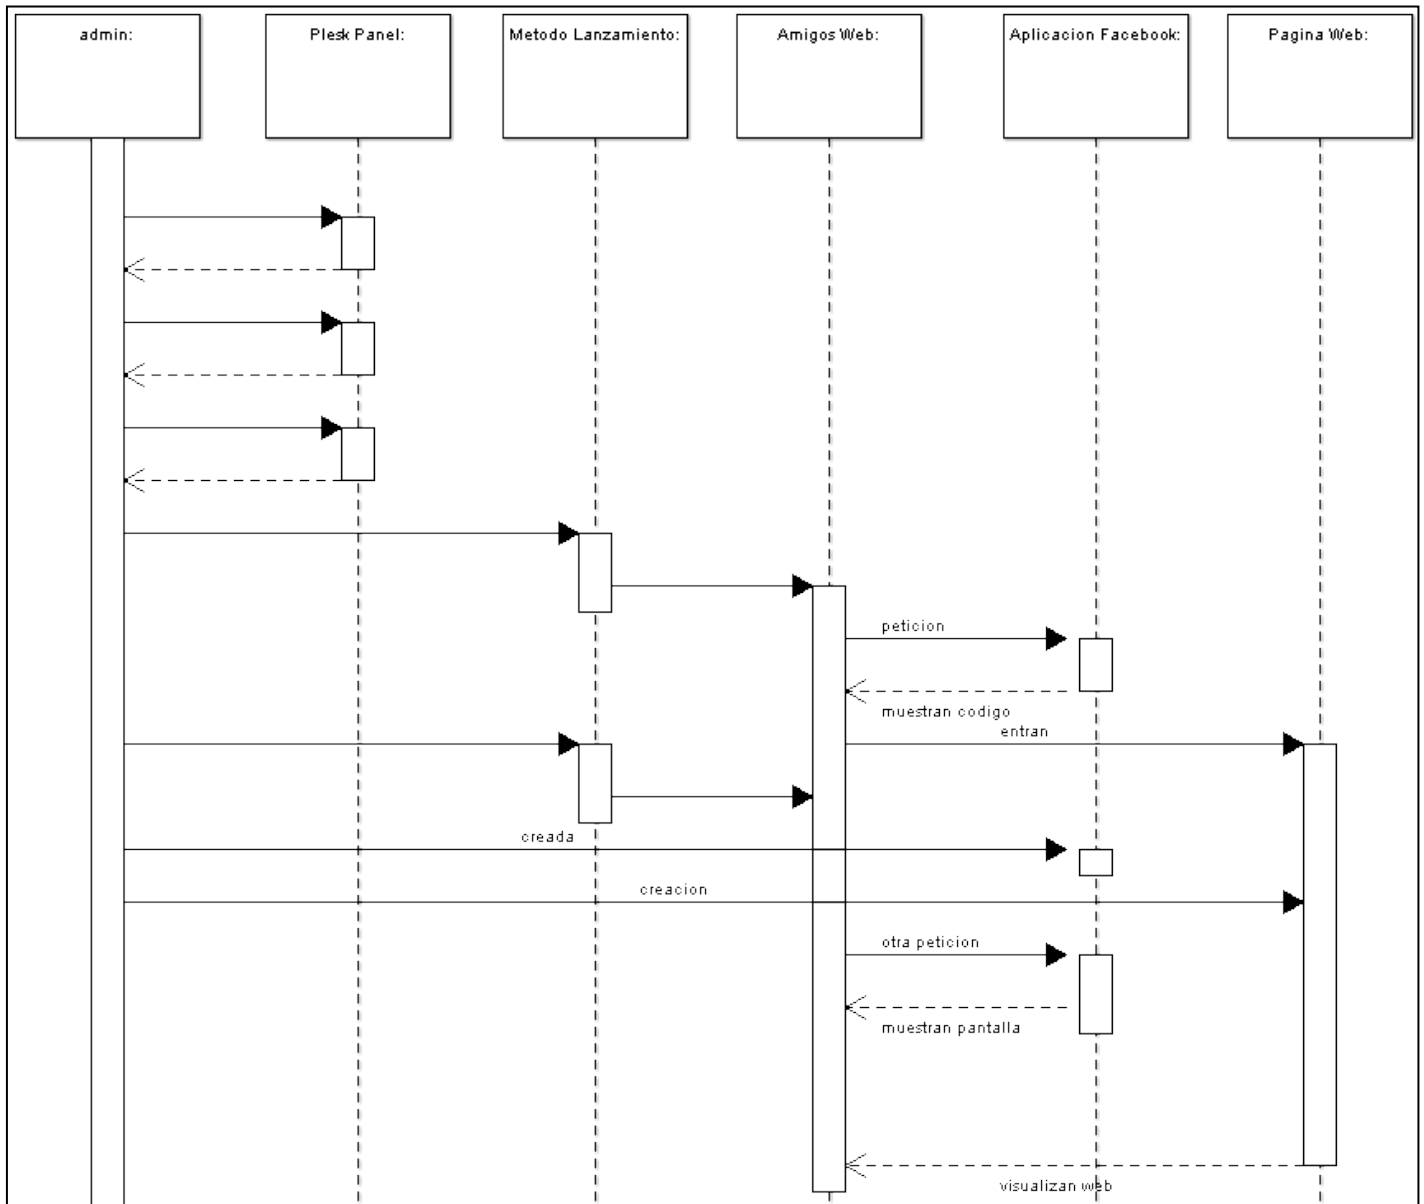 admin:
Plesk Panel:
Metodo Lanzamiento:
Amigos Web:
Aplicacion Facebook:
Pagina Web:
peticion
muestran codigo
entran
creada
creacion
otra peticion
muestran pantalla
visualizan web